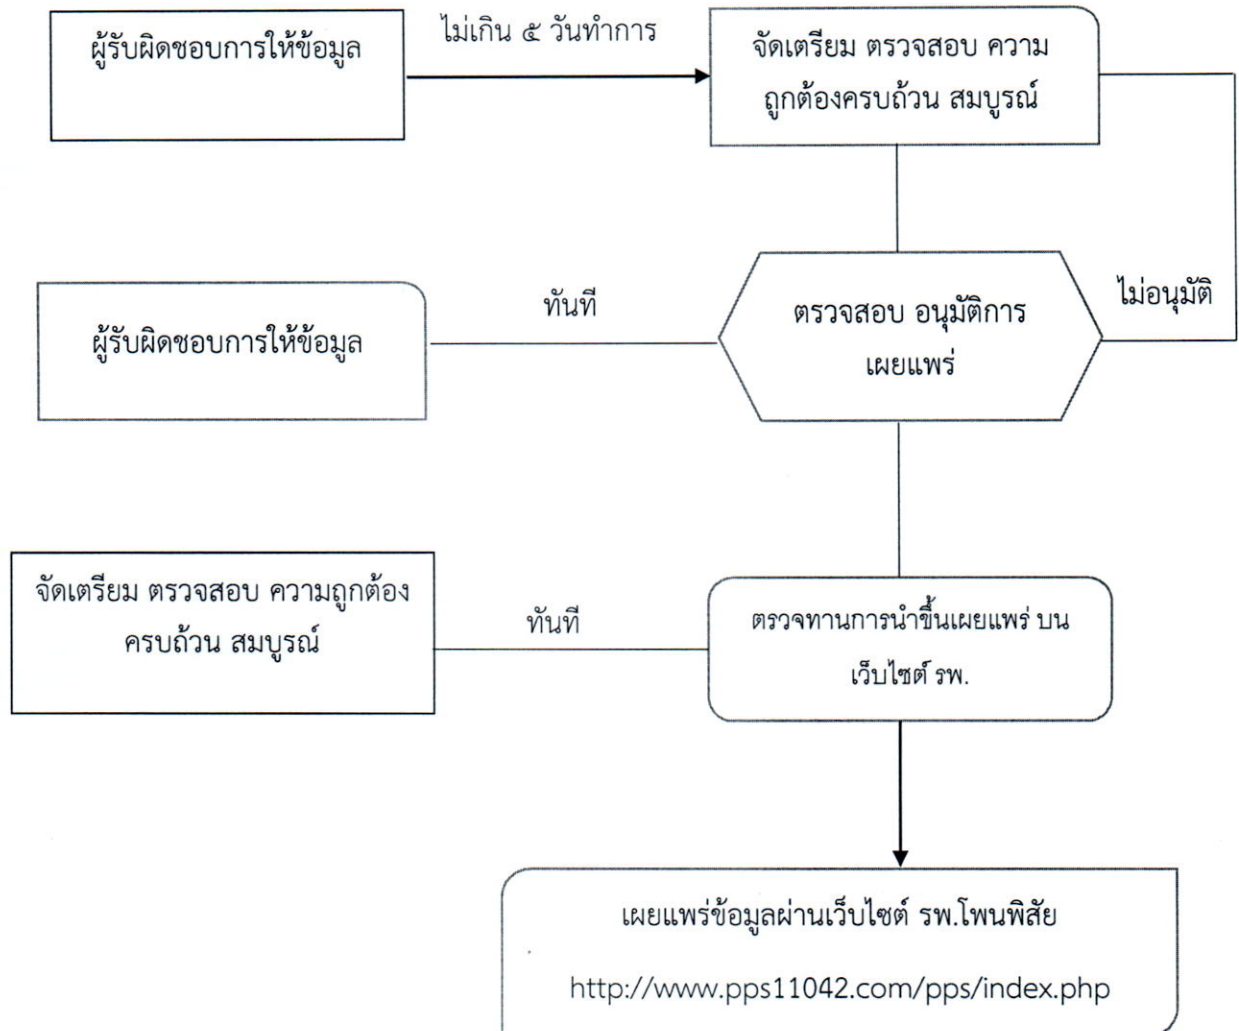 ผู้รับผิดชอบการให้ข้อมูล
ไม่เกิน ๕ วันทำการ
จัดเตรียม ตรวจสอบ ความ
ถูกต้องครบถ้วน สมบูรณ์
ผู้รับผิดชอบการให้ข้อมูล
ทันที
ตรวจสอบ อนุมัติการ
เผยแพร่
ไม่อนุมัติ
จัดเตรียม ตรวจสอบ ความถูกต้อง
ครบถ้วน สมบูรณ์
ทันที
ตรวจทานการนำขึ้นเผยแพร่ บน
เว็บไซต์ รพ.
เผยแพร่ข้อมูลผ่านเว็บไซต์ รพ.โพนพิสัย
http://www.pps11042.com/pps/index.php